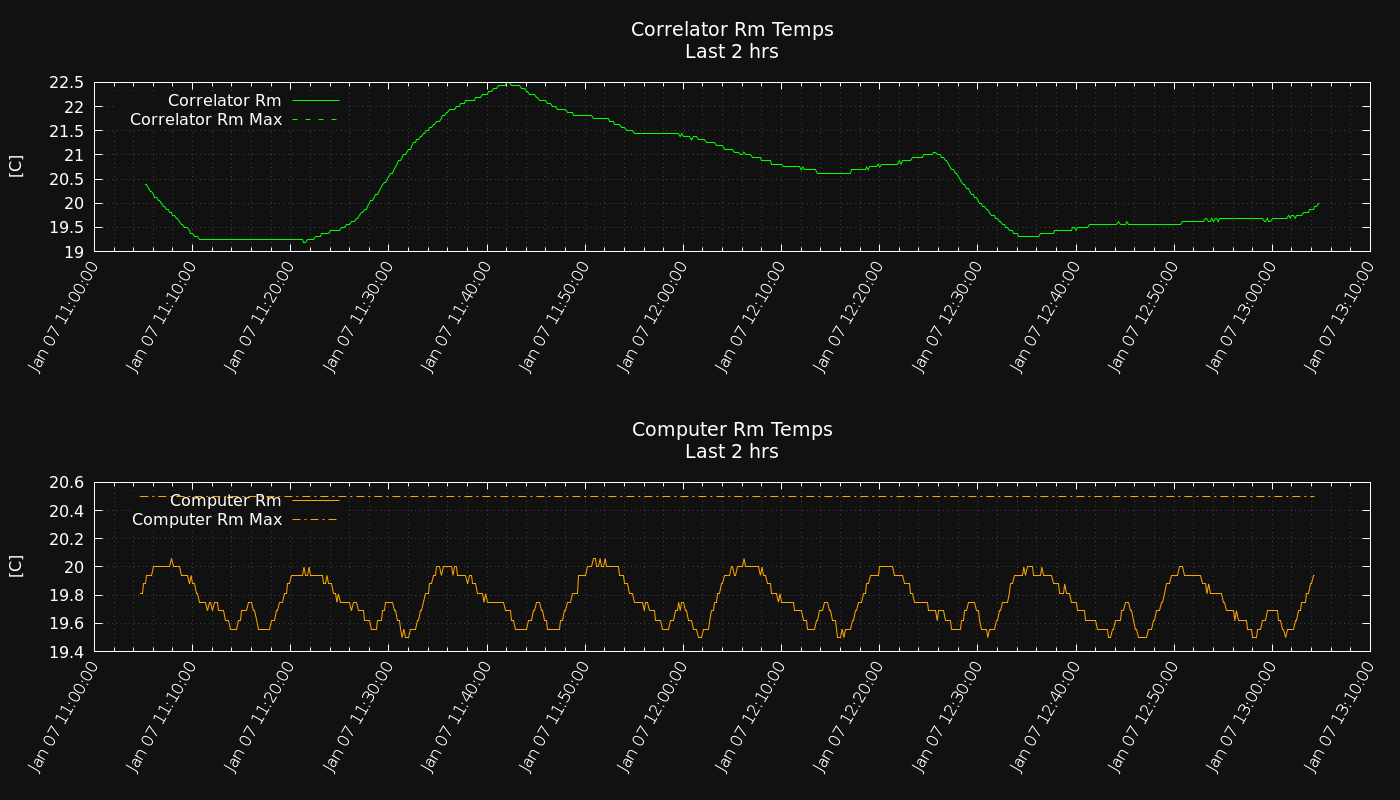 Correlator Rm Temps
Last 2 hrs
22.5
22
21.5
21
20.5
20
19.5
19
[C]
Correlator Rm
Correlator Rm Max
Jan 07 11:00:00
Jan 07 11:10:00
Jan 07 11:20:00
Jan 07 11:30:00
Jan 07 11:40:00
Jan 07 11:50:00
Jan 07 12:00:00
Jan 07 12:10:00
Jan 07 12:20:00
Jan 07 12:30:00
Jan 07 12:40:00
Jan 07 12:50:00
Jan 07 13:00:00
Jan 07 13:10:00
Computer Rm Temps
Last 2 hrs
20.6
20.4
20.2
20
19.8
19.6
19.4
[C]
Computer Rm
Computer Rm Max
Jan 07 11:00:00
Jan 07 11:10:00
Jan 07 11:20:00
Jan 07 11:30:00
Jan 07 11:40:00
Jan 07 11:50:00
Jan 07 12:00:00
Jan 07 12:10:00
Jan 07 12:20:00
Jan 07 12:30:00
Jan 07 12:40:00
Jan 07 12:50:00
Jan 07 13:00:00
Jan 07 13:10:00